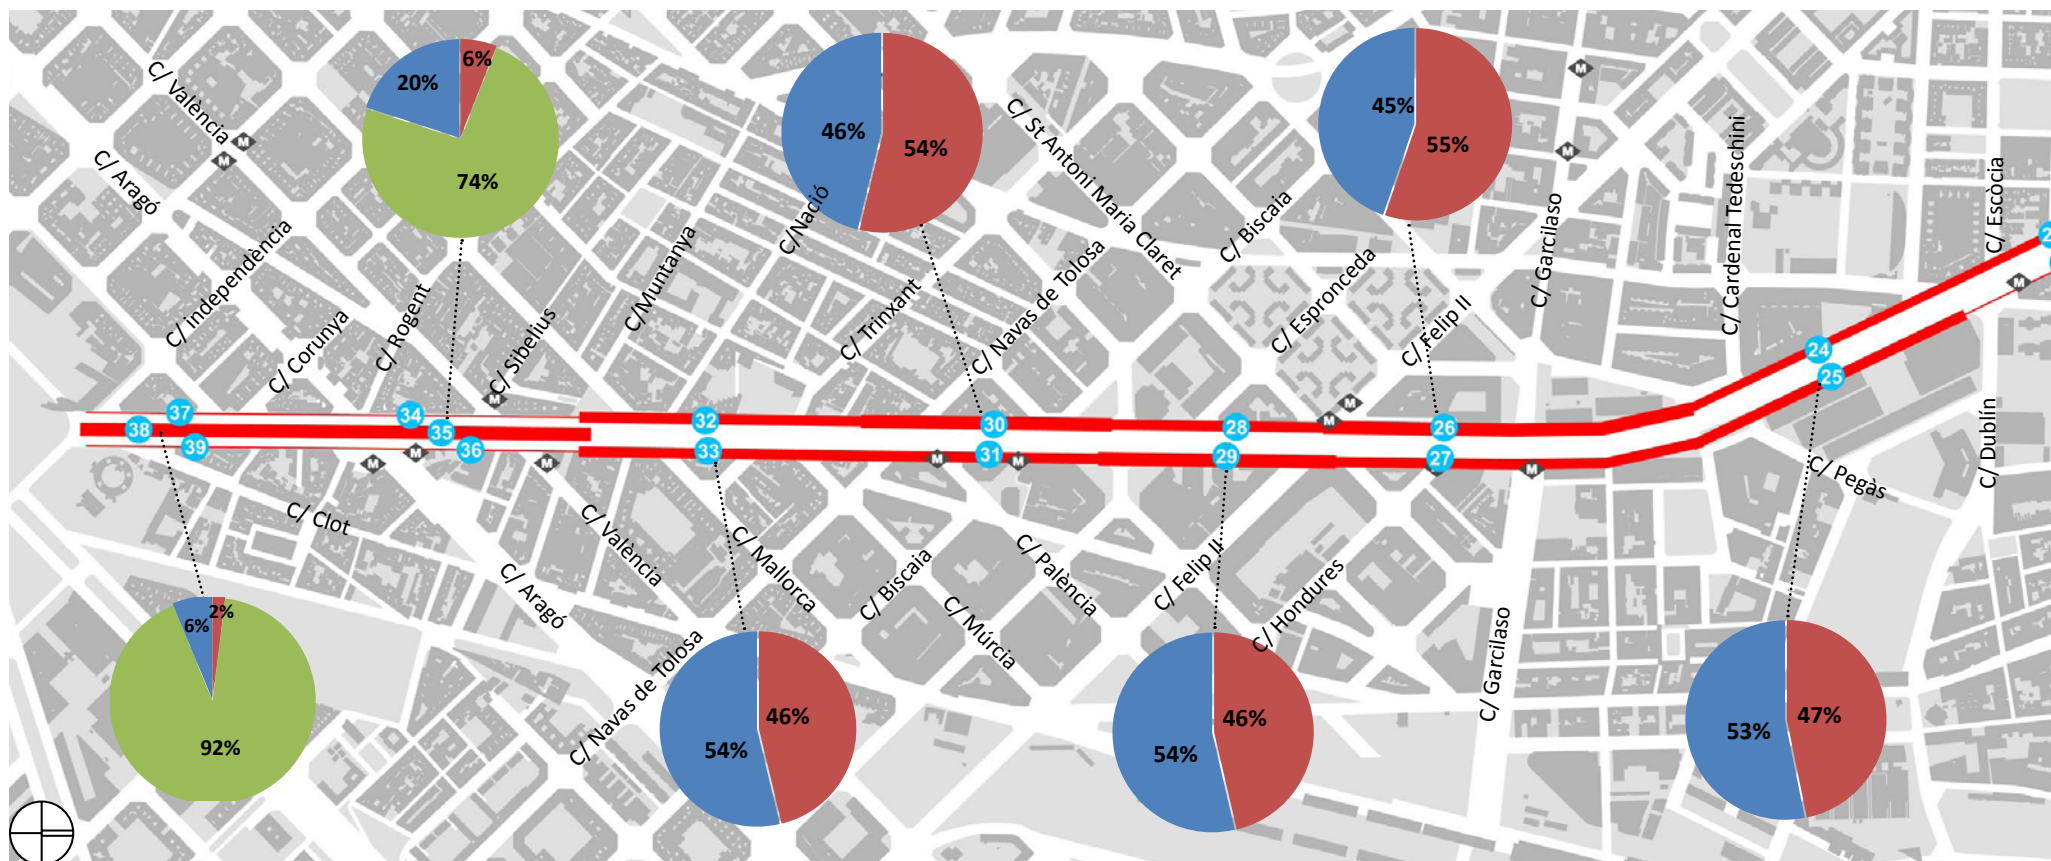 C/ València
C/ Aragó
C/ Independència
C/ Corunya
C/ Rogent
C/ Sibelius
C/Muntanya
C/Nació
C/ Trinxant
C/ Navas de Tolosa
C/ St Antoni Maria Claret
C/ Biscaia
C/ Espronceda
C/ Felip II
C/ Garcilaso
C/ Cardenal Tedeschini
C/ Escòcia
20%
6%
74%
46%
54%
45%
55%
M
M
M
M
M
M
M
M
37
38
39
34
35
36
32
33
30
31
28
29
26
27
24
25
2
M
M
M
M
M
M
C/ Clot
C/ Aragó
C/ València
C/ Navas de Tolosa
C/ Mallorca
C/ Biscaia
C/ Múrcia
C/ Palència
C/ Felip II
C/ Hondures
C/ Garcilaso
C/ Pegàs
C/ Dublín
6%
2%
92%
54%
46%
54%
46%
53%
47%